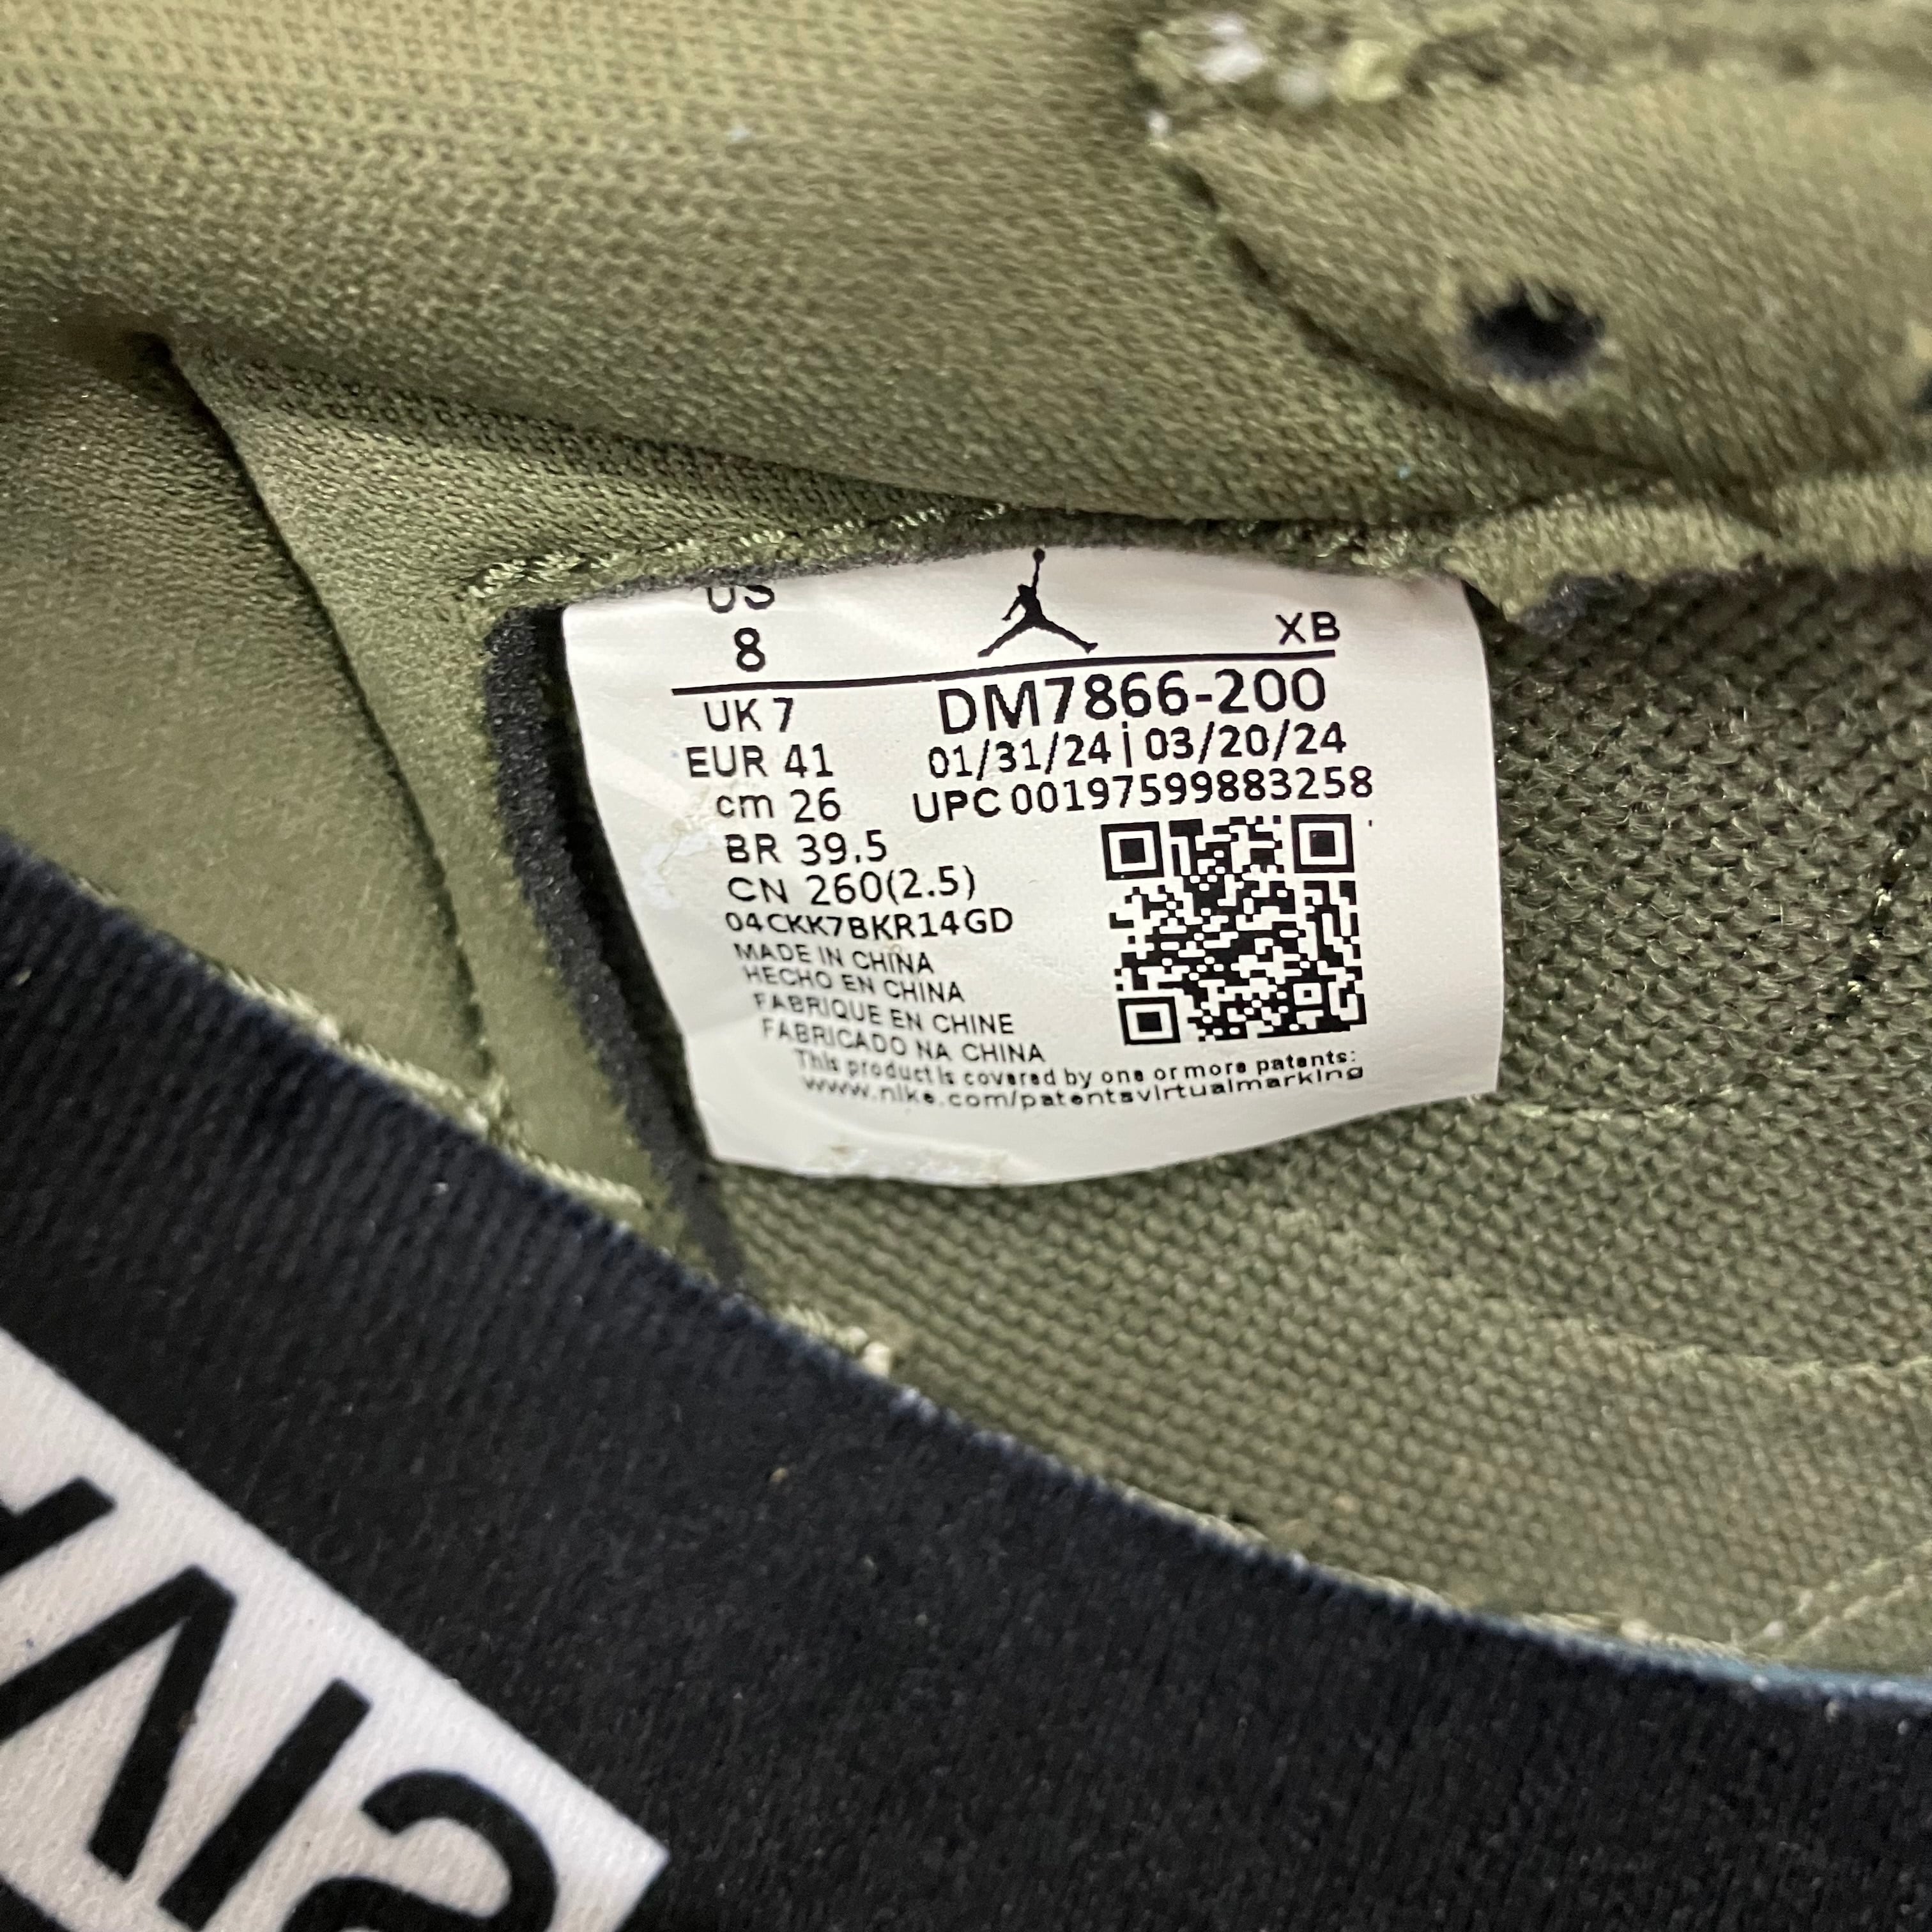 US
8
XB
UK 7
DM7866-200
EUR 41
01/31/24 | 03/20/24
cm 26
UPC 00197599883258
BR 39.5
CN 260(2.5)
04CKK7BKR14GD
MADE IN CHINA
HECHO EN CHINA
FABRIQUE EN CHINE
FABRICADO NA CHINA
This product is covered by one or more patents:
www.nike.com/patentsvirtualmarking